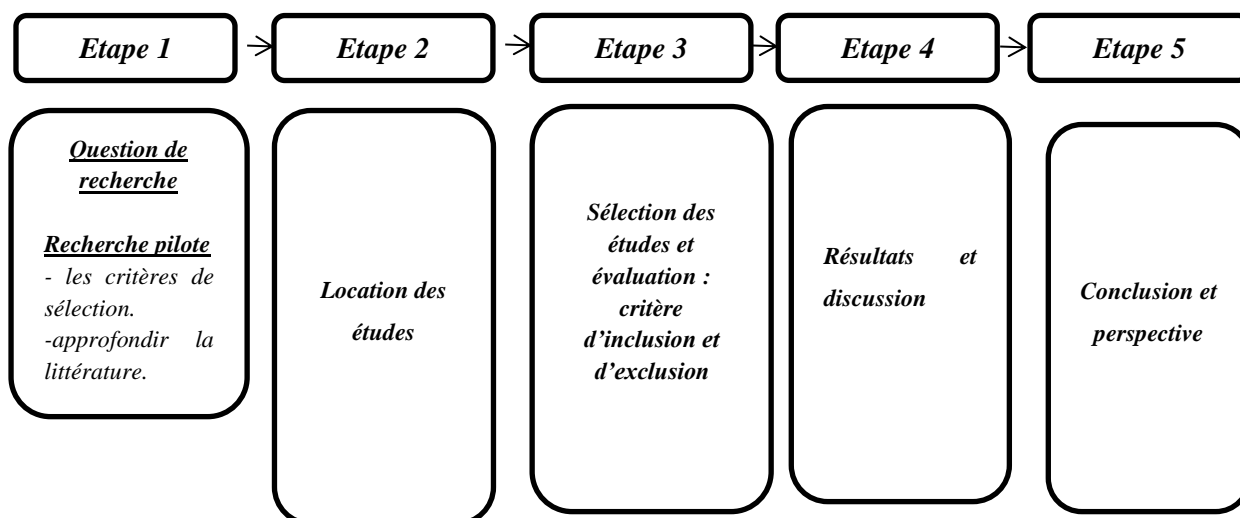 Etape 1
Etape 2
Etape 3
Etape 4
Etape 5
Question de
recherche
Recherche pilote
- les critères de
sélection.
-approfondir la
littérature.
Location des
études
Sélection des
études et
évaluation :
critère
d’inclusion et
d’exclusion
Résultats et
discussion
Conclusion et
perspective